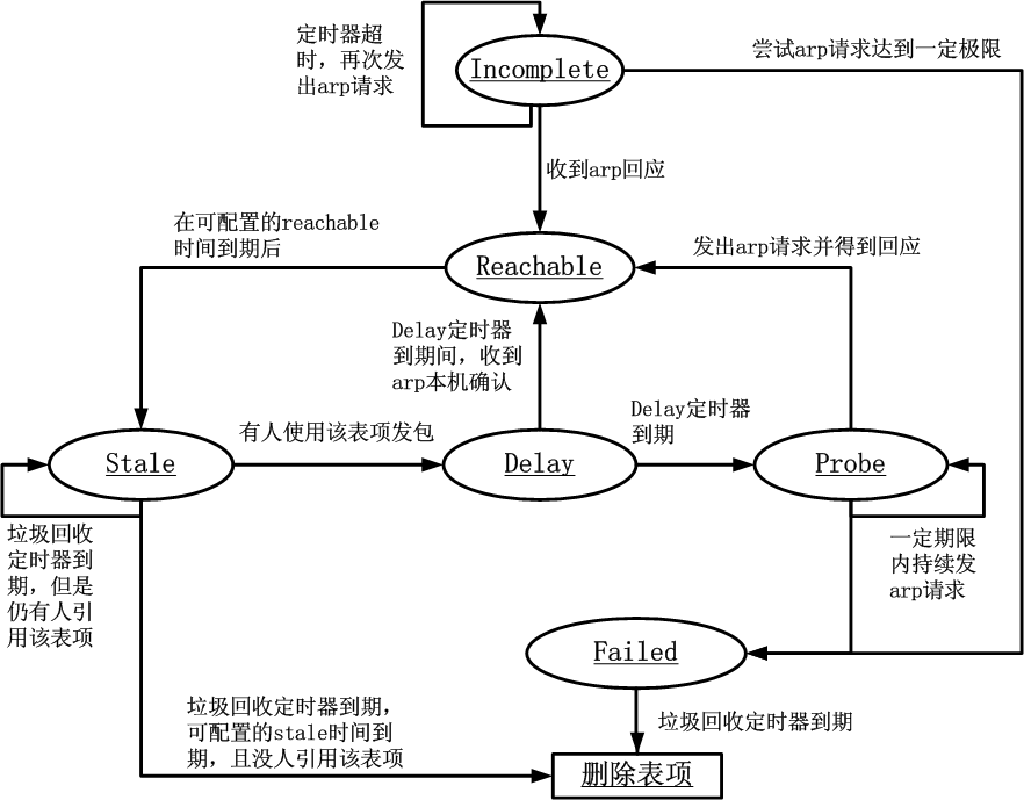 定时器超
时，再次发
出arp请求
Incomplete
尝试arp请求达到一定极限
收到arp回应
在可配置的reachable
时间到期后
发出arp请求并得到回应
Reachable
Delay定时器
到期间，收到
arp本机确认
有人使用该表项发包
Delay定时器
到期
Stale
Delay
Probe
垃圾回收
定时器到
期，但是
仍有人引
用该表项
一定期限
内持续发
arp请求
Failed
垃圾回收定时器到期，
可配置的stale时间到
期，且没人引用该表项
垃圾回收定时器到期
删除表项